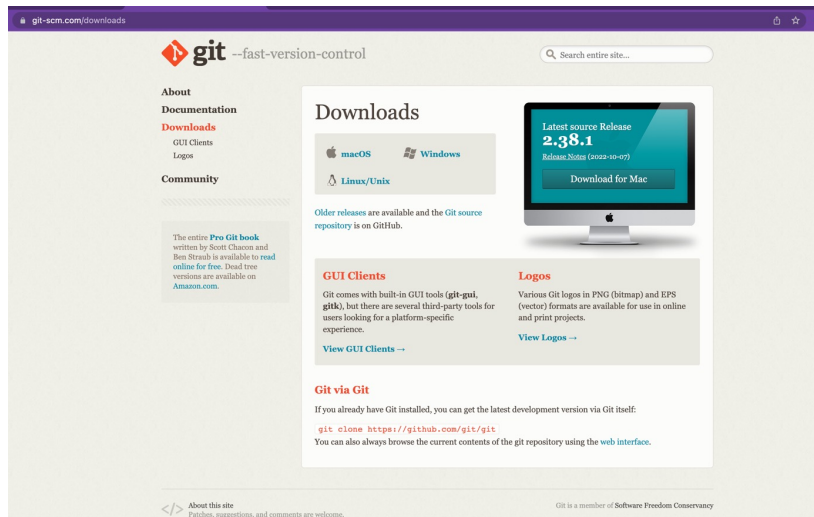 git-scm.com/downloads
git --fast-version-control
Search entire site...
About
Documentation
Downloads
GUI Clients
Logos
Community
The entire Pro Git book
written by Scott Chacon and
Ben Straub is available to read
online for free. Dead tree
versions are available on
Amazon.com.
Downloads
macOS
Windows
Linux/Unix
Older releases are available and the Git source
repository is on GitHub.
Latest source Release
2.38.1
Release Notes (2022-10-07)
Download for Mac
GUI Clients
Git comes with built-in GUI tools (git-gui,
gitk), but there are several third-party tools for
users looking for a platform-specific
experience.
View GUI Clients →
Logos
Various Git logos in PNG (bitmap) and EPS
(vector) formats are available for use in online
and print projects.
View Logos →
Git via Git
If you already have Git installed, you can get the latest development version via Git itself:
git clone https://github.com/git/git
You can also always browse the current contents of the git repository using the web interface.
</> About this site
Patches, suggestions, and comments are welcome.
Git is a member of Software Freedom Conservancy